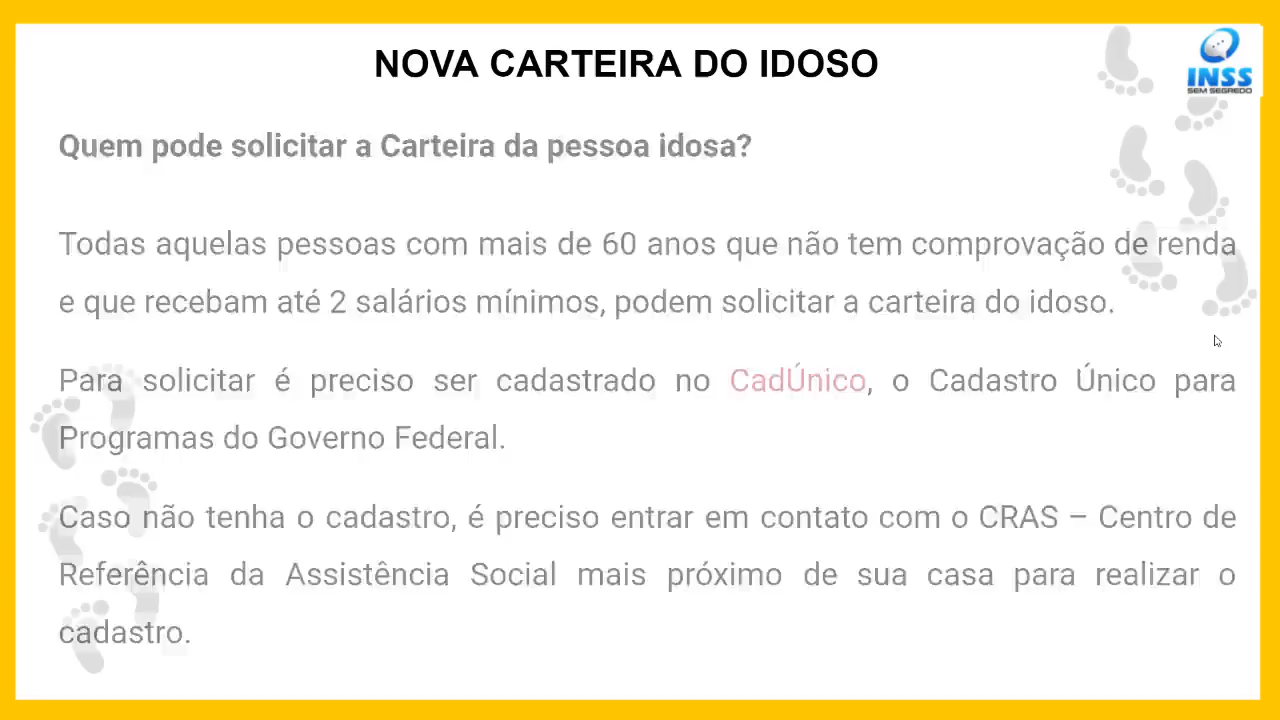 NOVA CARTEIRA DO IDOSO
INSS
SEM SEGREDO
Quem pode solicitar a Carteira da pessoa idosa?
Todas aquelas pessoas com mais de 60 anos que não tem comprovação de renda
e que recebam até 2 salários mínimos, podem solicitar a carteira do idoso.
Para solicitar é preciso ser cadastrado no CadÚnico, o Cadastro Único para
Programas do Governo Federal.
Caso não tenha o cadastro, é preciso entrar em contato com o CRAS – Centro de
Referência da Assistência Social mais próximo de sua casa para realizar o
cadastro.